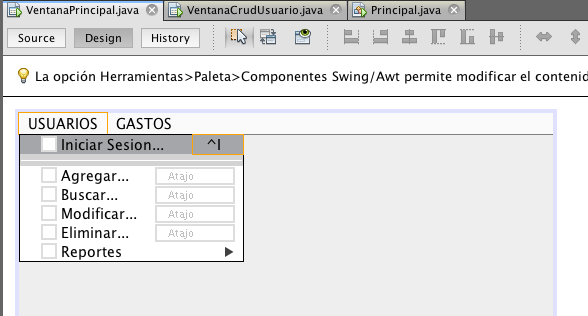 VentanaPrincipal.java VentanaCrudUsuario.java Principal.java
Source Design History
La opción Herramientas>Paleta>Componentes Swing/Awt permite modificar el contenid
USUARIOS GASTOS
Iniciar Sesion... ^I
Agregar... Atajo
Buscar... Atajo
Modificar... Atajo
Eliminar... Atajo
Reportes